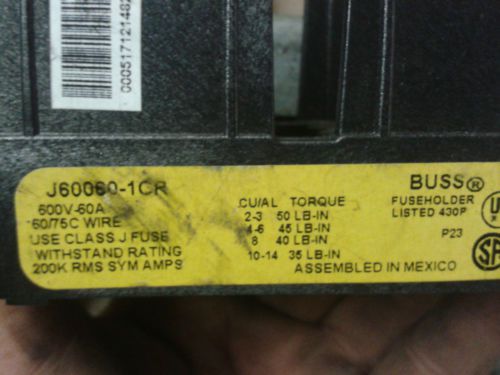 J60060-1CR
600V-60A
60/75C WIRE
USE CLASS J FUSE
WITHSTAND RATING
200K RMS SYM AMPS
CU/AL TORQUE
2-3 50 LB-IN
4-6 45 LB-IN
8 40 LB-IN
10-14 35 LB-IN
ASSEMBLED IN MEXICO
BUSS®
FUSEHOLDER
LISTED 430P
P23